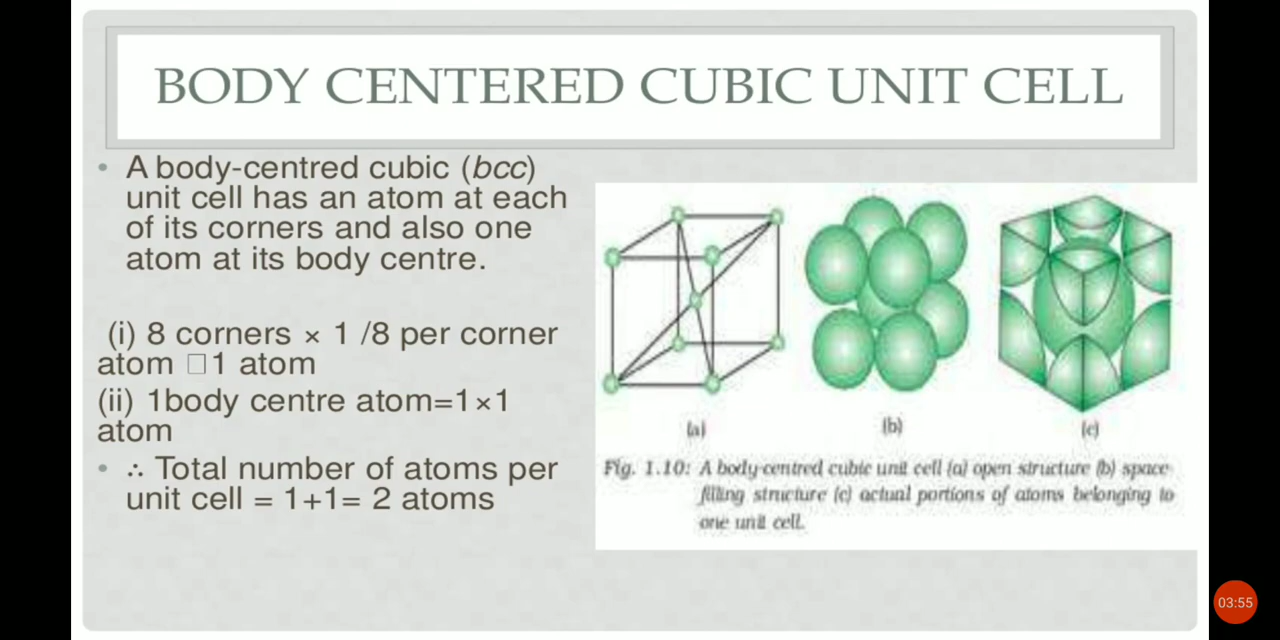 BODY CENTERED CUBIC UNIT CELL
• A body-centred cubic (bcc)
unit cell has an atom at each
of its corners and also one
atom at its body centre.
(i) 8 corners × 1 /8 per corner
atom □1 atom
(ii) 1body centre atom=1×1
atom
• ∴ Total number of atoms per
unit cell = 1+1= 2 atoms
(a) (b) (c)
Fig. 1.10: A body-centred cubic unit cell (a) open structure (b) space-
filling structure (c) actual portions of atoms belonging to
one unit cell.
03:55